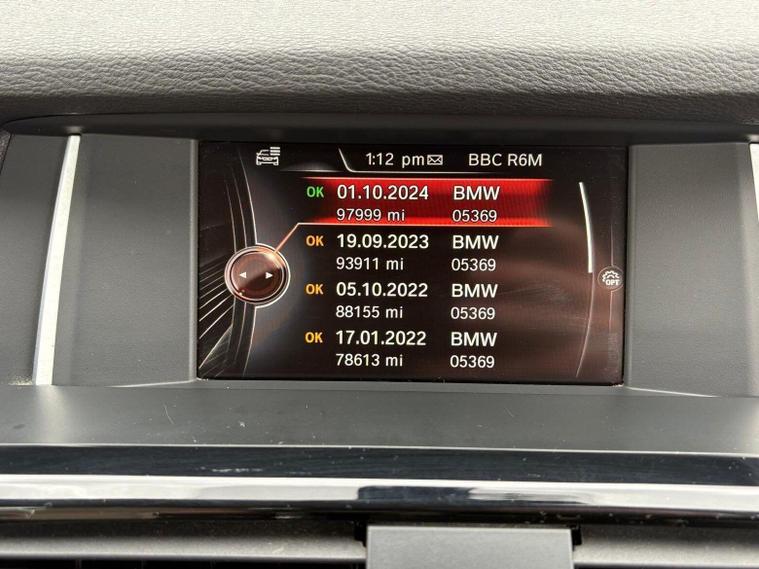 1:12 pm BBC R6M
OK 01.10.2024 BMW
97999 mi 05369
OK 19.09.2023 BMW
93911 mi 05369
OK 05.10.2022 BMW
88155 mi 05369
OK 17.01.2022 BMW
78613 mi 05369
OPT